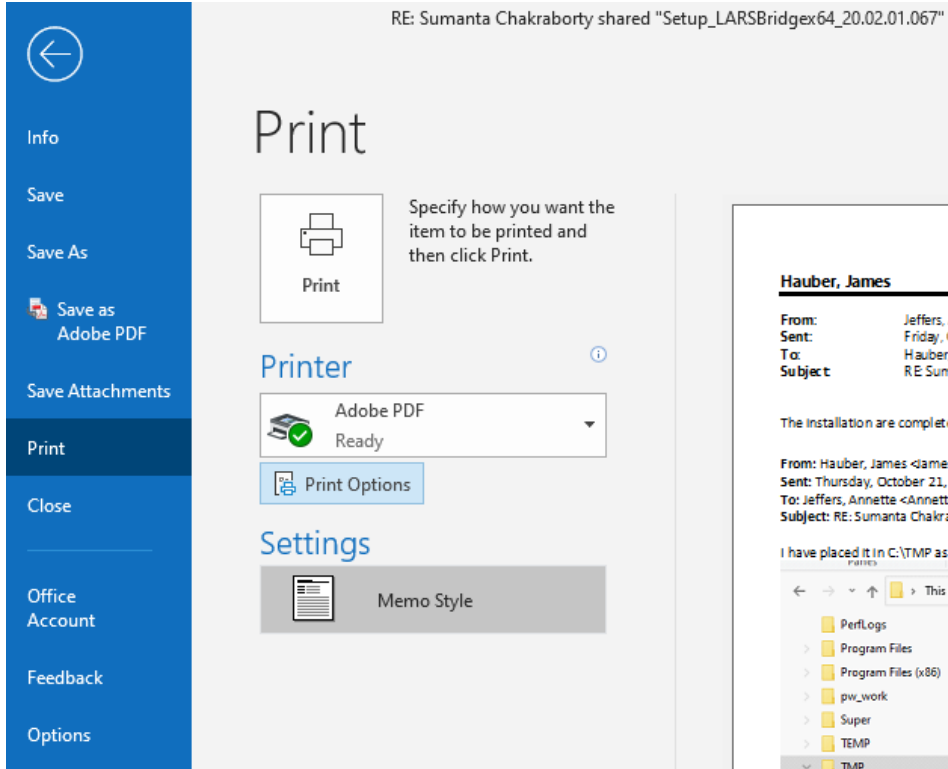 RE: Sumanta Chakraborty shared "Setup_LARSBridgex64_20.02.01.067"
Info
Save
Save As
Save as
Adobe PDF
Save Attachments
Print
Close
Office
Account
Feedback
Options
Print
Print
Specify how you want the
item to be printed and
then click Print.
Printer
Adobe PDF
Ready
Print Options
Settings
Memo Style
Hauber, James
From: Jeffers,
Sent: Friday,
To: Hauber
Subject: RE: Sum
The installation are complet
From: Hauber, James <Jame
Sent: Thursday, October 21,
To: Jeffers, Annette <Annett
Subject: RE: Sumanta Chakra
I have placed it in C:\TMP as
This
PerfLogs
Program Files
Program Files (x86)
pw_work
Super
TEMP
TMP